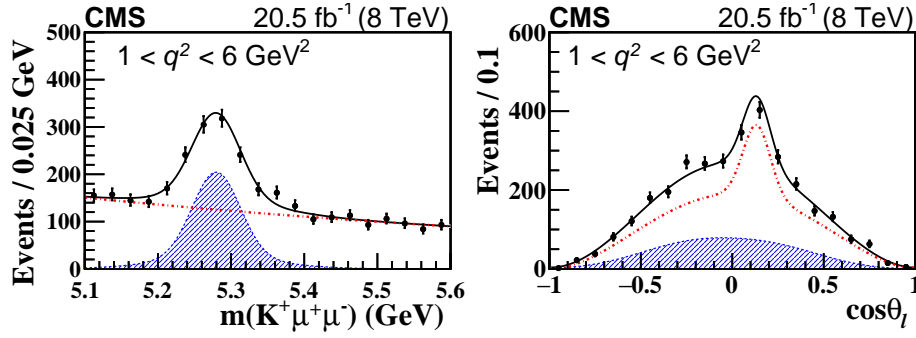 CMS 20.5 fb⁻¹ (8 TeV)
1 < q² < 6 GeV²
Events / 0.025 GeV
500
400
300
200
100
0
5.1 5.2 5.3 5.4 5.5 5.6
m(K⁺μ⁺μ⁻) (GeV)
CMS 20.5 fb⁻¹ (8 TeV)
1 < q² < 6 GeV²
Events / 0.1
600
400
200
0
−1 −0.5 0 0.5 1
cosθₗ